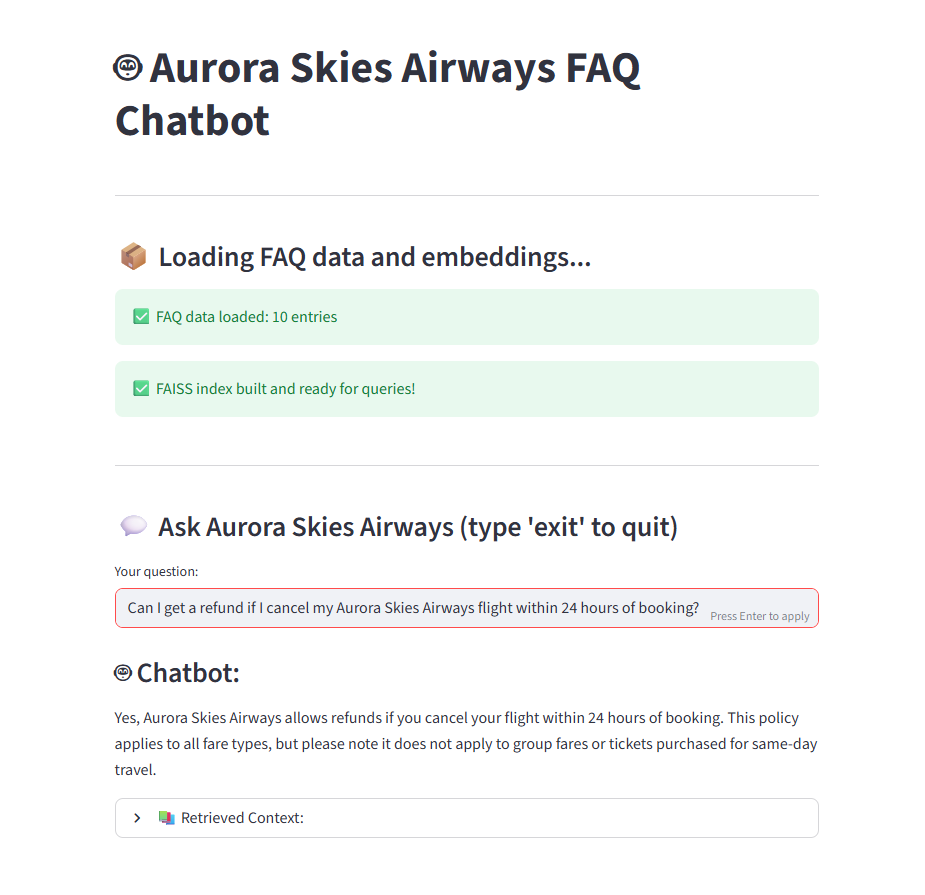 Aurora Skies Airways FAQ
Chatbot
Loading FAQ data and embeddings...
FAQ data loaded: 10 entries
FAISS index built and ready for queries!
Ask Aurora Skies Airways (type 'exit' to quit)
Your question:
Can I get a refund if I cancel my Aurora Skies Airways flight within 24 hours of booking?
Press Enter to apply
Chatbot:
Yes, Aurora Skies Airways allows refunds if you cancel your flight within 24 hours of booking. This policy
applies to all fare types, but please note it does not apply to group fares or tickets purchased for same-day
travel.
Retrieved Context: